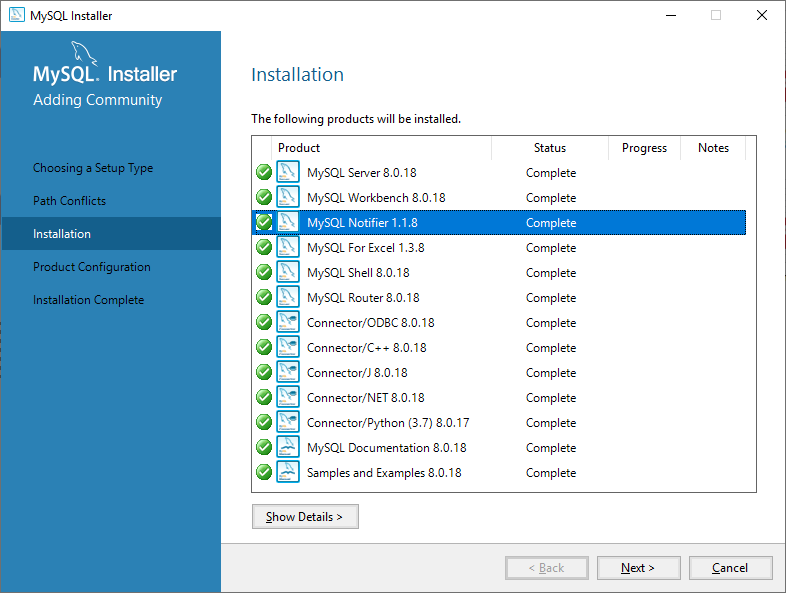 MySQL Installer
MySQL. Installer
Adding Community
Choosing a Setup Type
Path Conflicts
Installation
Product Configuration
Installation Complete
Installation
The following products will be installed.
Product Status Progress Notes
MySQL Server 8.0.18 Complete
MySQL Workbench 8.0.18 Complete
MySQL Notifier 1.1.8 Complete
MySQL For Excel 1.3.8 Complete
MySQL Shell 8.0.18 Complete
MySQL Router 8.0.18 Complete
Connector/ODBC 8.0.18 Complete
Connector/C++ 8.0.18 Complete
Connector/J 8.0.18 Complete
Connector/NET 8.0.18 Complete
Connector/Python (3.7) 8.0.17 Complete
MySQL Documentation 8.0.18 Complete
Samples and Examples 8.0.18 Complete
Show Details >
< Back Next > Cancel